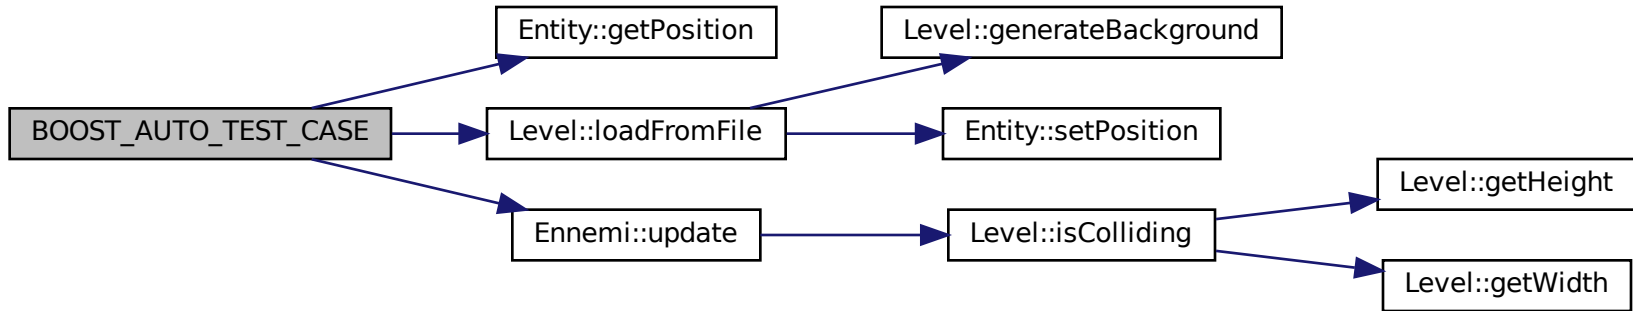 BOOST_AUTO_TEST_CASE
Entity::getPosition
Level::loadFromFile
Ennemi::update
Level::generateBackground
Entity::setPosition
Level::isColliding
Level::getHeight
Level::getWidth